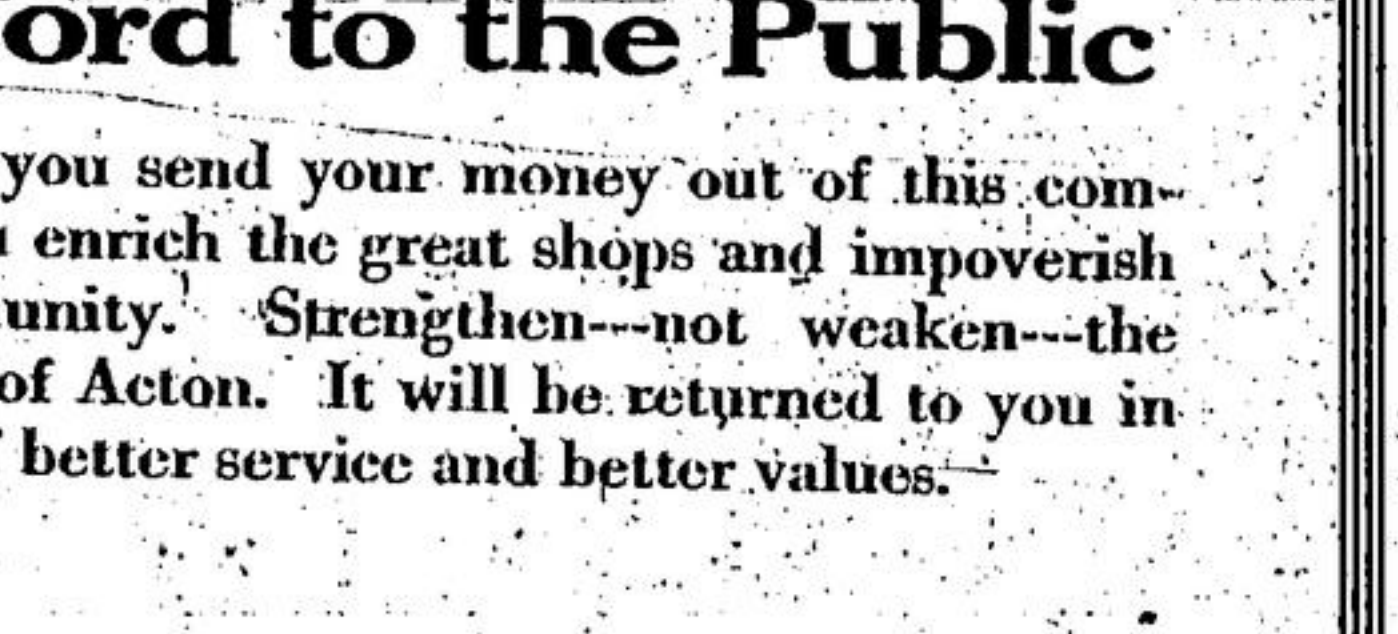 ord to the Public
you send your money out of this com-
enrich the great shops and impoverish
unity. Strengthen---not weaken---the
of Acton. It will be returned to you in
better service and better values.